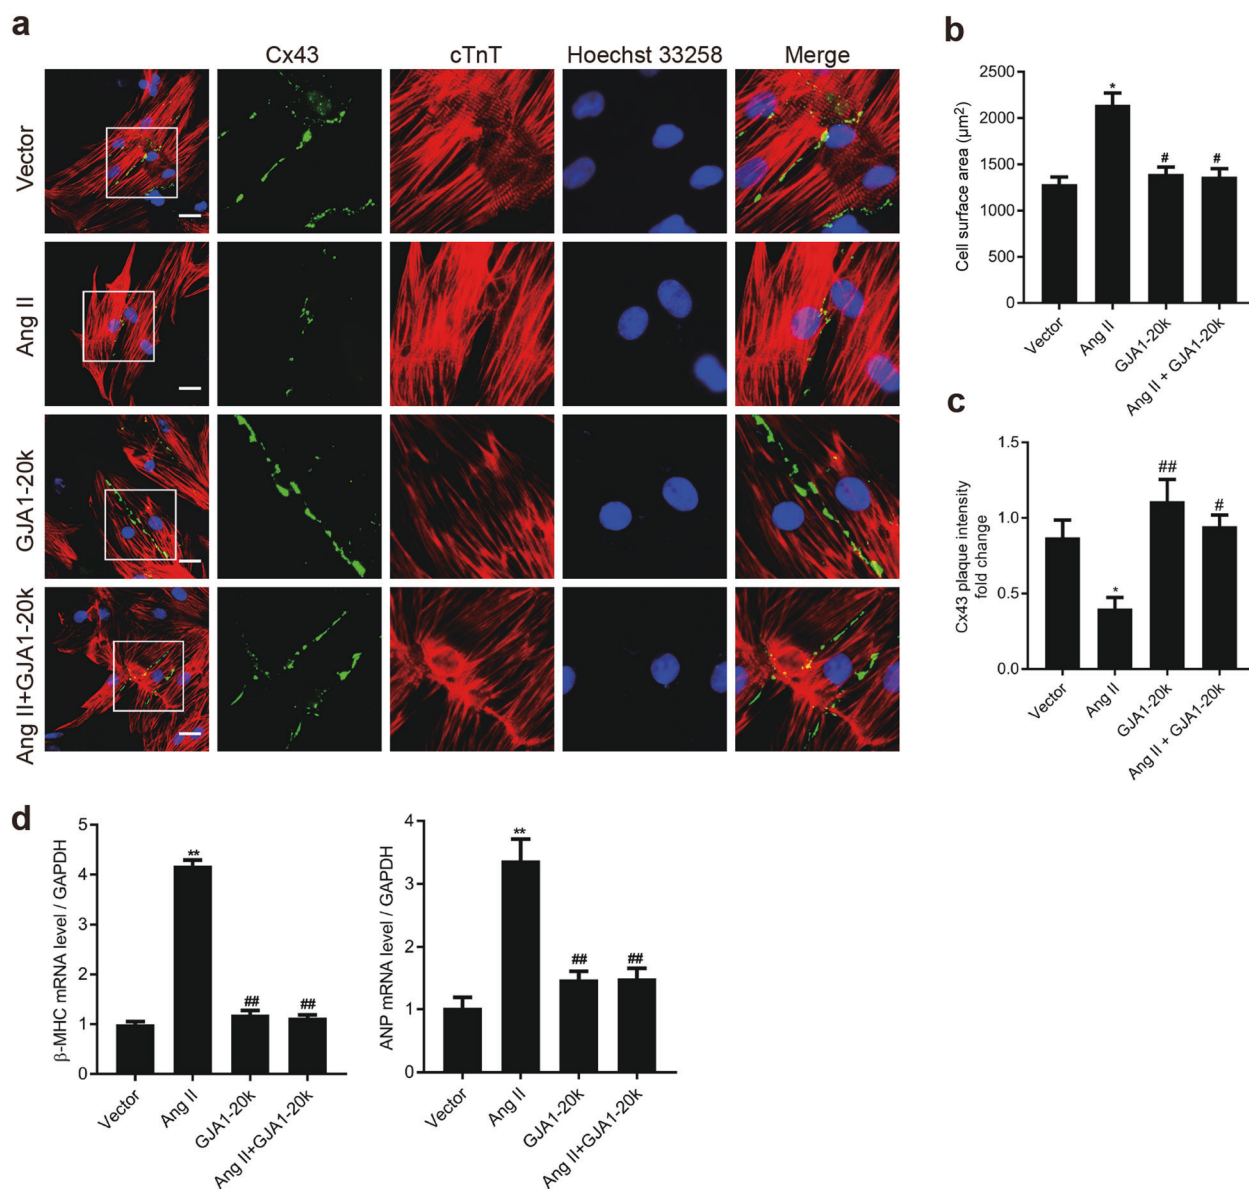 a
Cx43 cTnT Hoechst 33258 Merge
Vector
Ang II
GJA1-20k
Ang II+GJA1-20k
b
Cell surface area (μm2)
2500
2000
1500
1000
500
0
*
#
#
Vector
Ang II
GJA1-20k
Ang II + GJA1-20k
c
Cx43 plaque intensity
fold change
1.5
1.0
0.5
0.0
*
##
#
Vector
Ang II
GJA1-20k
Ang II + GJA1-20k
d
β-MHC mRNA level / GAPDH
5
4
3
2
1
0
**
##
##
Vector
Ang II
GJA1-20k
Ang II+GJA1-20k
ANP mRNA level / GAPDH
4
3
2
1
0
**
##
##
Vector
Ang II
GJA1-20k
Ang II+GJA1-20k